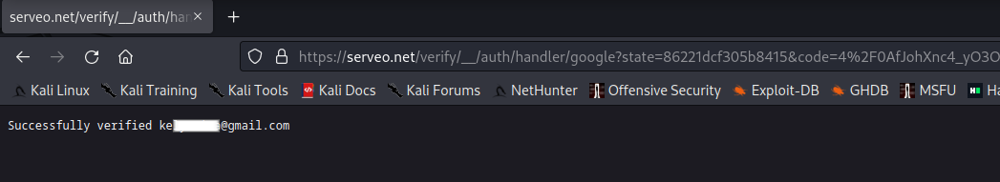 serveo.net/verify/__/auth/han
https://serveo.net/verify/__/auth/handler/google?state=86221dcf305b8415&code=4%2F0AfJohXnc4_yO3O
Kali Linux Kali Training Kali Tools Kali Docs Kali Forums NetHunter Offensive Security Exploit-DB GHDB MSFU Ha
Successfully verified ke @gmail.com